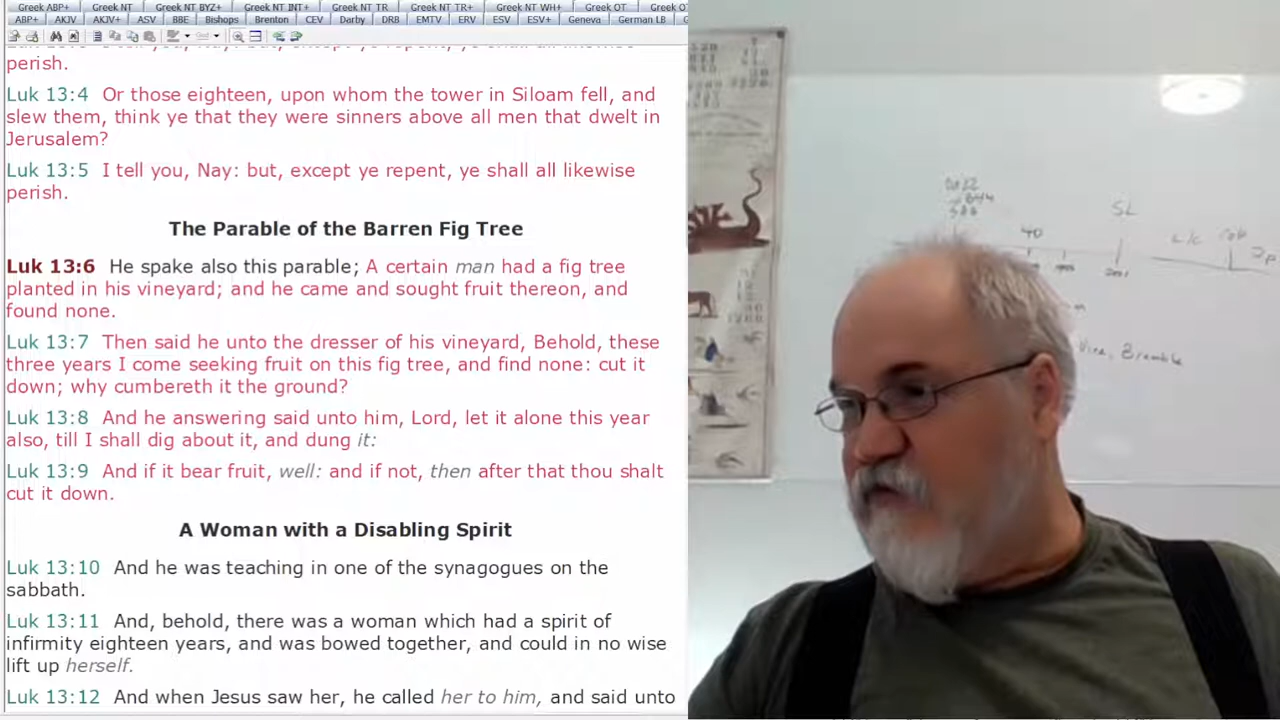 Greek ABP+ Greek NT Greek NT BYZ+ Greek NT INT+ Greek NT TR Greek NT TR+ Greek NT WH+ Greek OT
ABP+ AKJV AKJV+ ASV BBE Bishops Brenton CEV Darby DRB EMTV ERV ESV ESV+ Geneva German LB
perish.
Luk 13:4 Or those eighteen, upon whom the tower in Siloam fell, and
slew them, think ye that they were sinners above all men that dwelt in
Jerusalem?
Luk 13:5 I tell you, Nay: but, except ye repent, ye shall all likewise
perish.
The Parable of the Barren Fig Tree
Luk 13:6 He spake also this parable; A certain man had a fig tree
planted in his vineyard; and he came and sought fruit thereon, and
found none.
Luk 13:7 Then said he unto the dresser of his vineyard, Behold, these
three years I come seeking fruit on this fig tree, and find none: cut it
down; why cumbereth it the ground?
Luk 13:8 And he answering said unto him, Lord, let it alone this year
also, till I shall dig about it, and dung it:
Luk 13:9 And if it bear fruit, well: and if not, then after that thou shalt
cut it down.
A Woman with a Disabling Spirit
Luk 13:10 And he was teaching in one of the synagogues on the
sabbath.
Luk 13:11 And, behold, there was a woman which had a spirit of
infirmity eighteen years, and was bowed together, and could in no wise
lift up herself.
Luk 13:12 And when Jesus saw her, he called her to him, and said unto
SL
40
L/c
Vine, Bramble